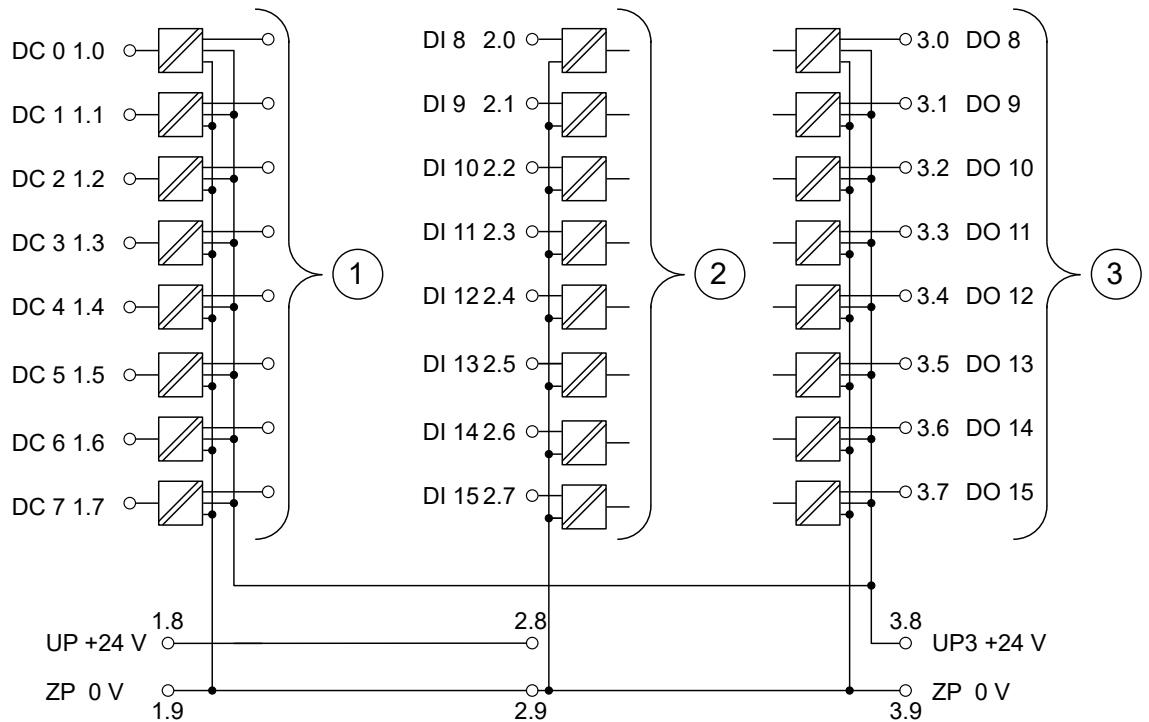 DC 0 1.0
DC 1 1.1
DC 2 1.2
DC 3 1.3
DC 4 1.4
DC 5 1.5
DC 6 1.6
DC 7 1.7
1
DI 8 2.0
DI 9 2.1
DI 10 2.2
DI 11 2.3
DI 12 2.4
DI 13 2.5
DI 14 2.6
DI 15 2.7
2
3.0 DO 8
3.1 DO 9
3.2 DO 10
3.3 DO 11
3.4 DO 12
3.5 DO 13
3.6 DO 14
3.7 DO 15
3
1.8 2.8 3.8
UP +24 V UP3 +24 V
ZP 0 V ZP 0 V
1.9 2.9 3.9